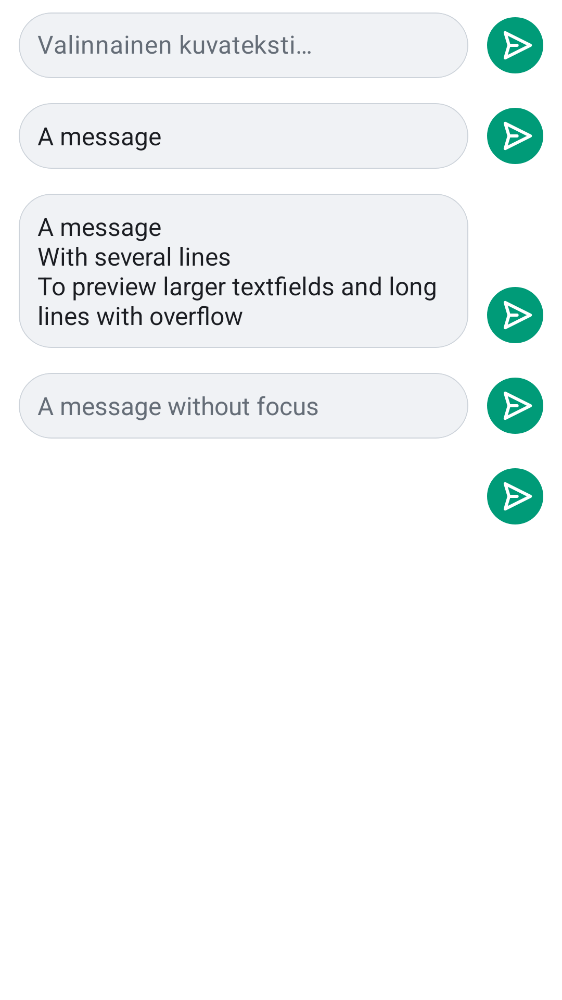 Valinnainen kuvateksti…
A message
A message
With several lines
To preview larger textfields and long
lines with overflow
A message without focus